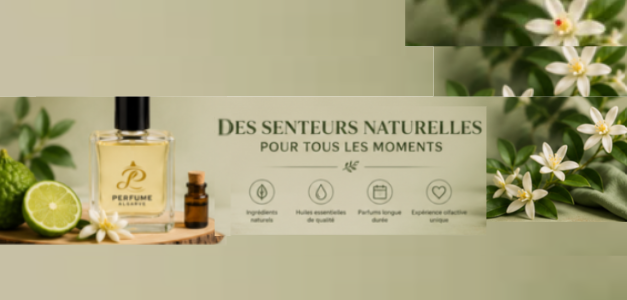 PERFUME
ALGÉRIE
DES SENTEURS NATURELLES
POUR TOUS LES MOMENTS
Ingrédients
naturels
Huiles essentielles
de qualité
Parfums longue
durée
Expérience olfactive
unique